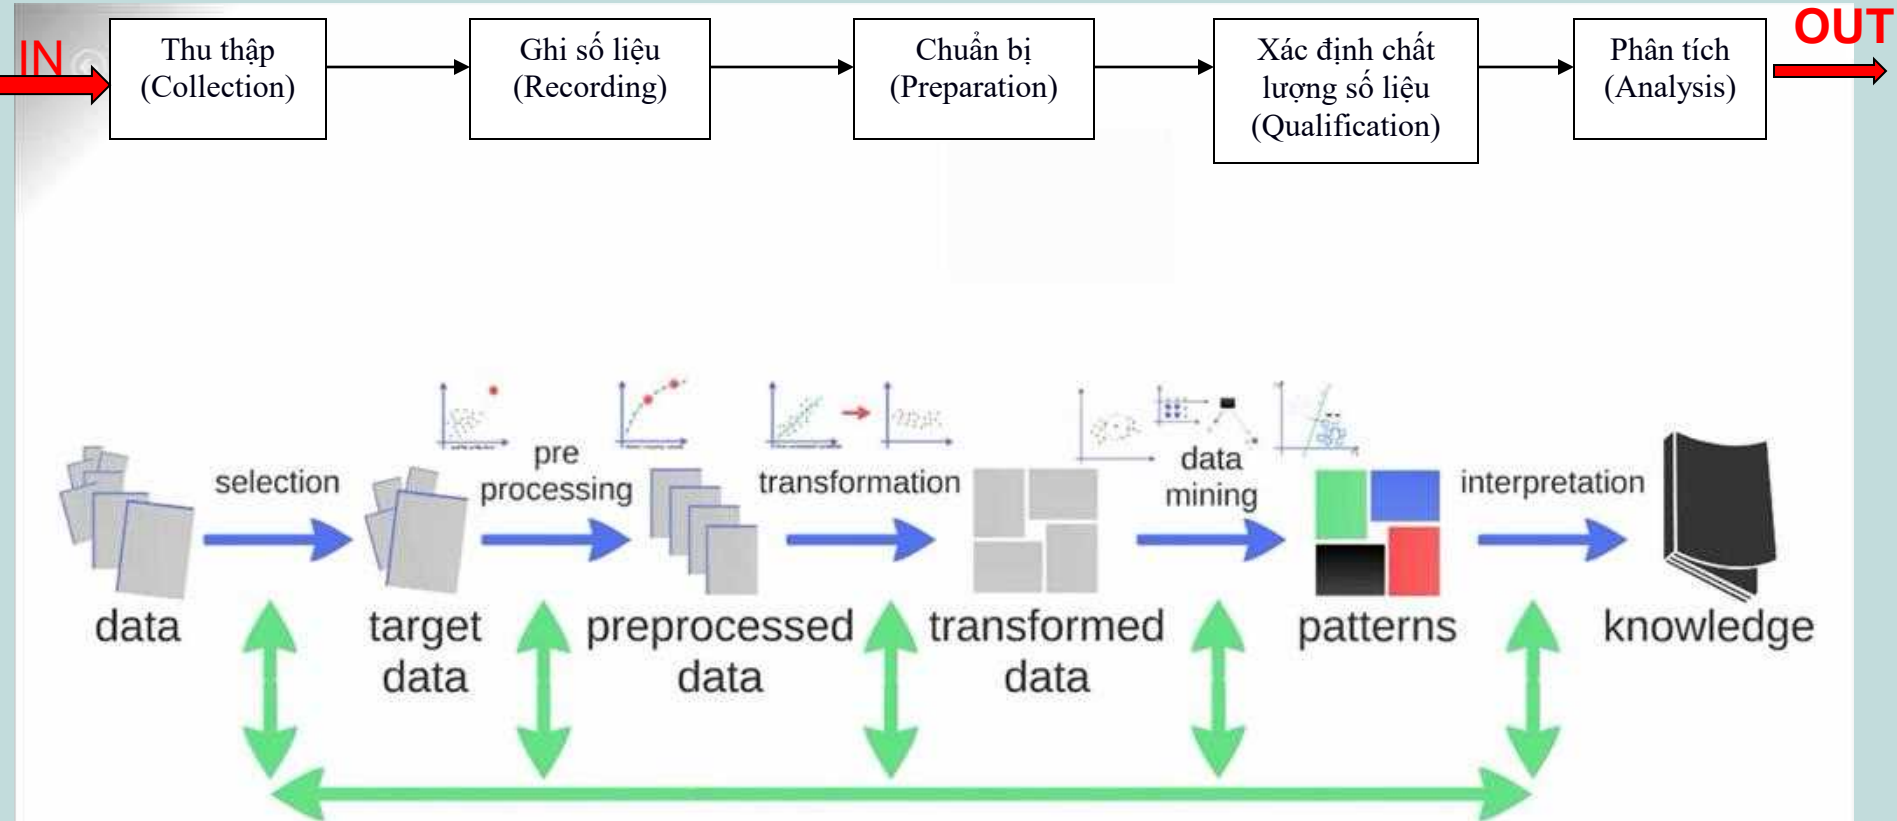 IN
Thu thập
(Collection)
Ghi số liệu
(Recording)
Chuẩn bị
(Preparation)
Xác định chất
lượng số liệu
(Qualification)
Phân tích
(Analysis)
OUT
selection
pre
processing
transformation
data
mining
interpretation
data
target
data
preprocessed
data
transformed
data
patterns
knowledge